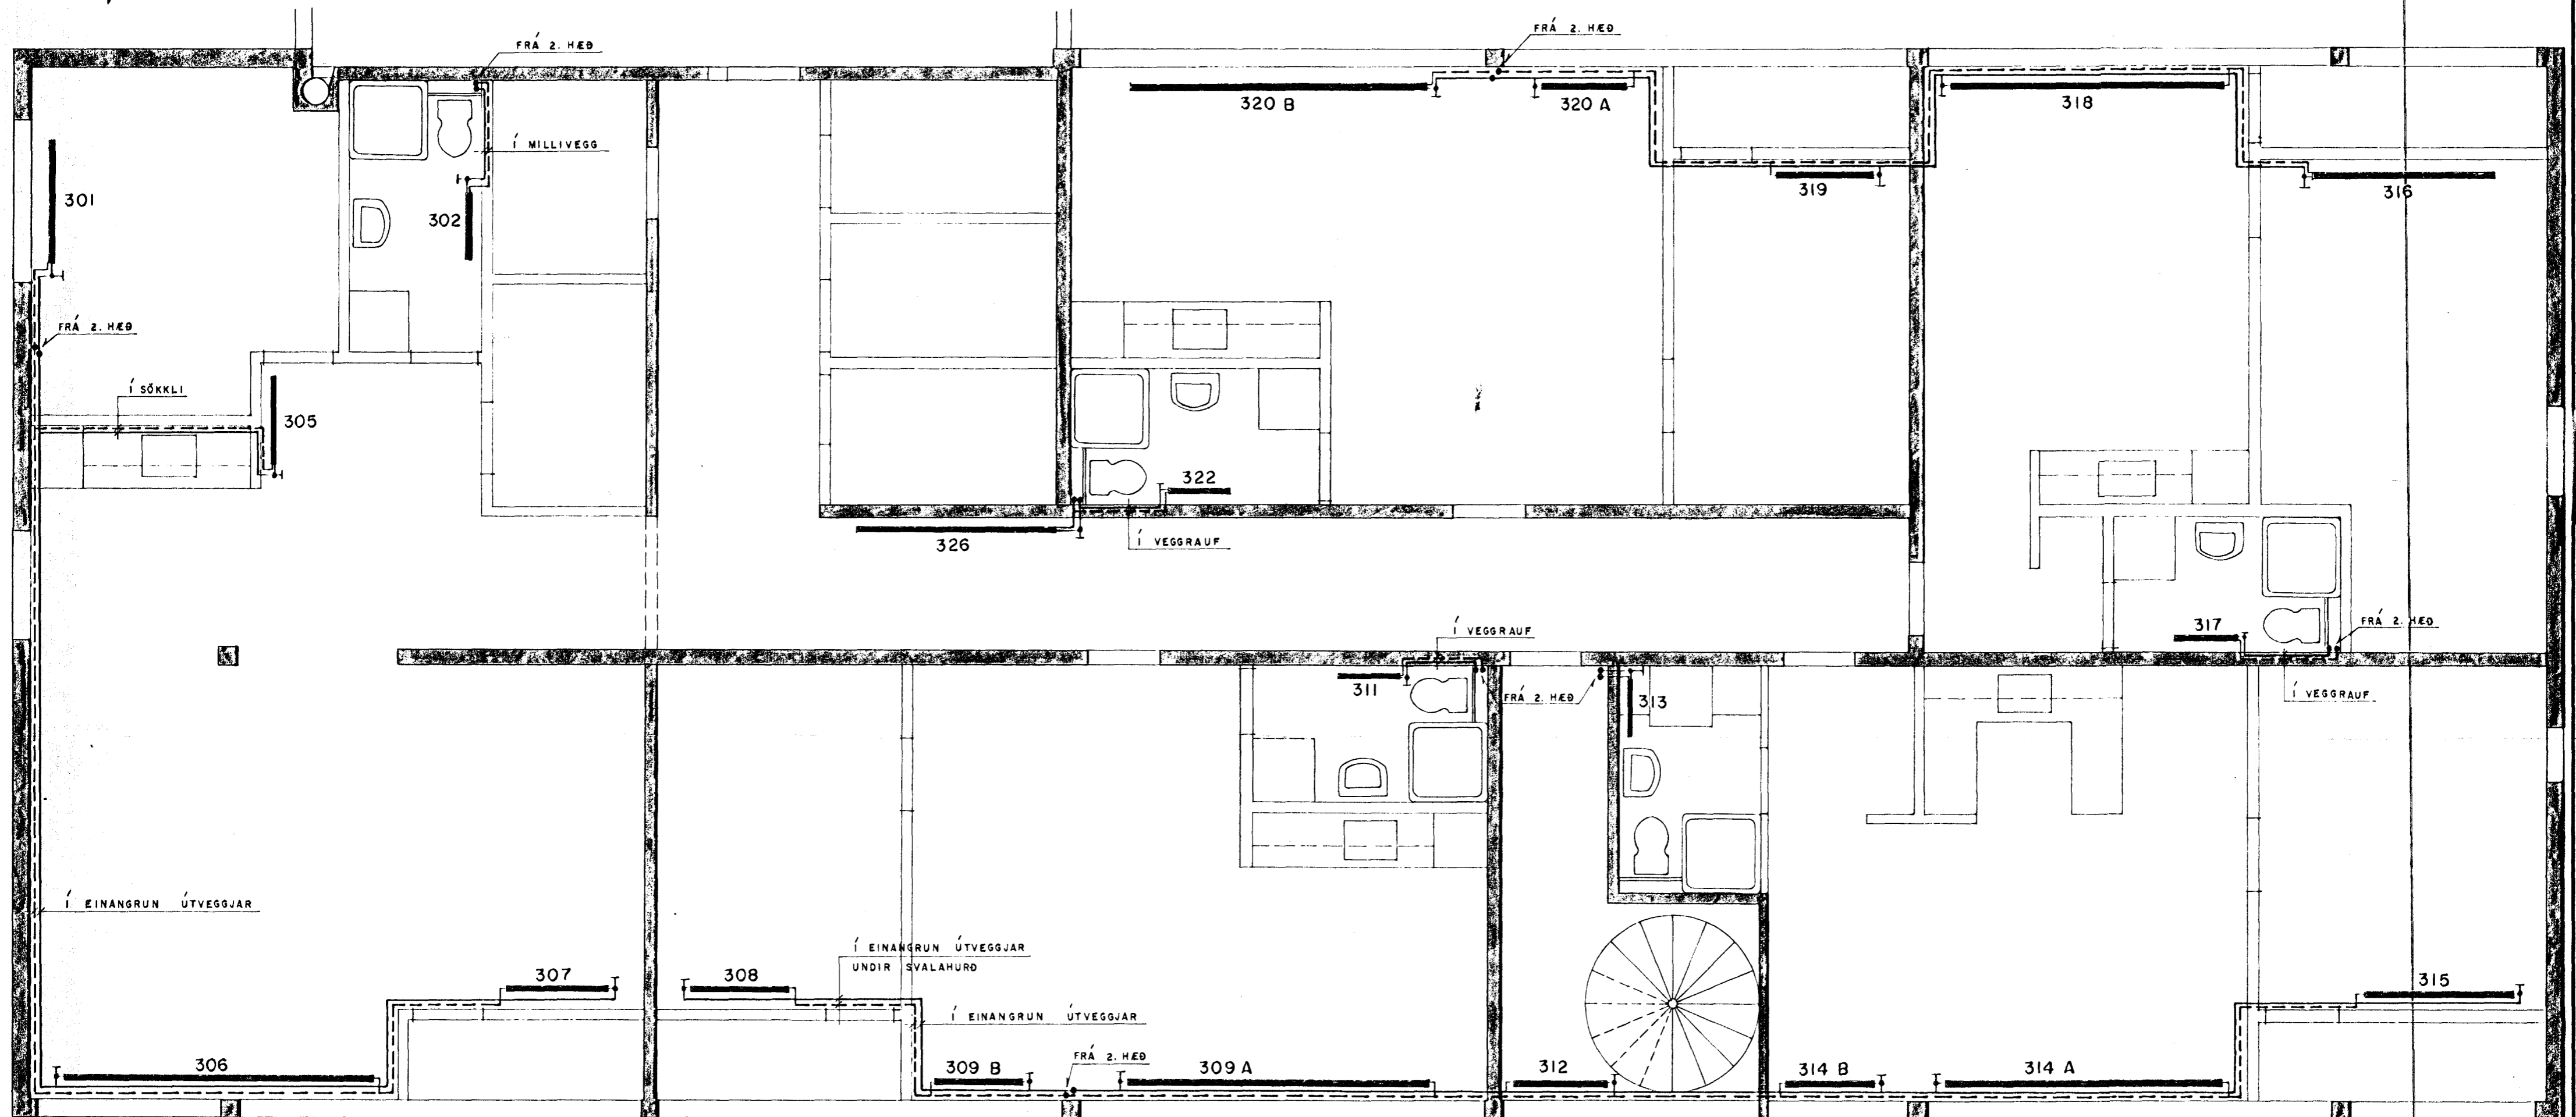 FRÁ 2. HÆÐ
FRÁ 2. HÆÐ
320 B
320 A
318
Í MILLIVEGG
301
302
319
316
FRÁ 2. HÆÐ
Í SÖKKLI
305
322
326
Í VEGGRAUF
Í VEGGRAUF
317
FRÁ 2. HÆÐ
311
FRÁ 2. HÆÐ
313
Í VEGGRAUF
Í EINANGRUN ÚTVEGGJAR
Í EINANGRUN ÚTVEGGJAR
UNDIR SVALAHURÐ
307
308
315
Í EINANGRUN ÚTVEGGJAR
FRÁ 2. HÆÐ
306
309 B
309 A
312
314 B
314 A